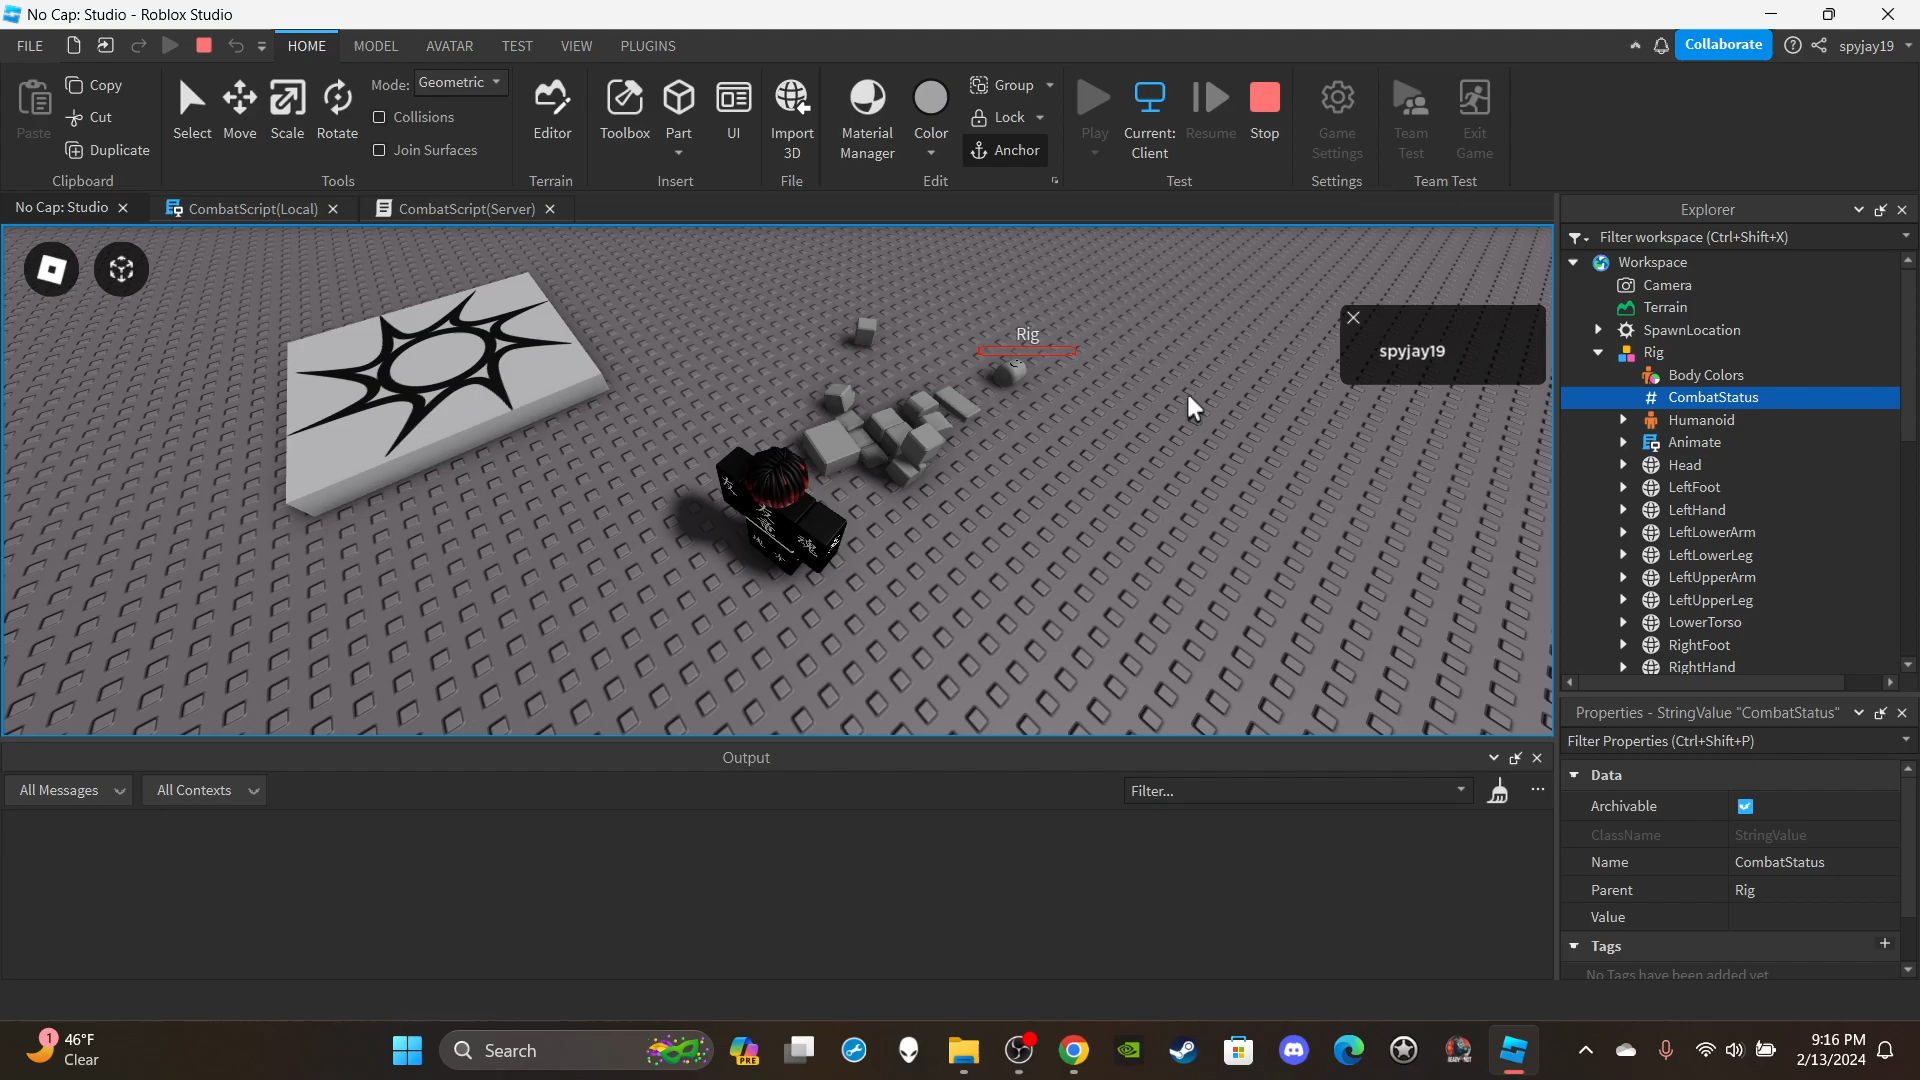 No Cap: Studio - Roblox Studio
FILE HOME MODEL AVATAR TEST VIEW PLUGINS Collaborate spyjay19
Paste Copy Cut Duplicate Clipboard
Select Move Scale Rotate Mode: Geometric Collisions Join Surfaces Tools
Editor Terrain
Toolbox Part UI Insert
Import 3D File
Material Manager Color Group Lock Anchor Edit
Play Current: Client Resume Stop Test
Game Settings Settings
Team Test Exit Game Team Test
No Cap: Studio CombatScript(Local) CombatScript(Server)
Rig
spyjay19
Explorer
Filter workspace (Ctrl+Shift+X)
Workspace
Camera
Terrain
SpawnLocation
Rig
Body Colors
CombatStatus
Humanoid
Animate
Head
LeftFoot
LeftHand
LeftLowerArm
LeftLowerLeg
LeftUpperArm
LeftUpperLeg
LowerTorso
RightFoot
RightHand
Properties - StringValue "CombatStatus"
Filter Properties (Ctrl+Shift+P)
Data
Archivable
ClassName StringValue
Name CombatStatus
Parent Rig
Value
Tags
No Tags have been added yet
Output
All Messages All Contexts Filter...
1 46°F
Clear
Search
PRE
9:16 PM
2/13/2024